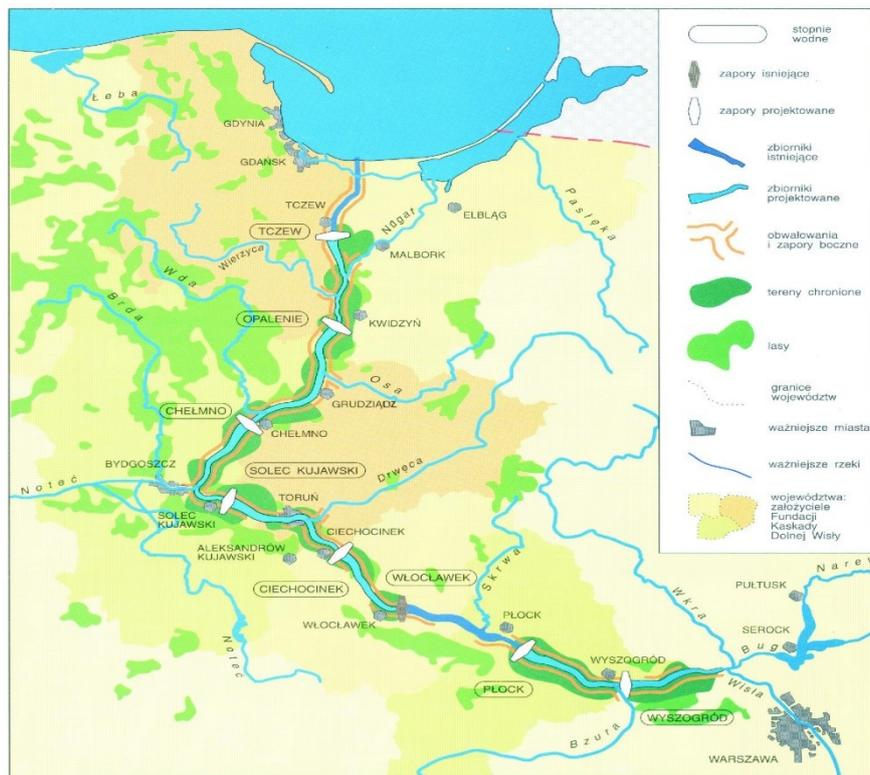 Łeba
GDYNIA
GDAŃSK
TCZEW
TCZEW
Wierzyca
Nogat
ELBLĄG
MALBORK
Pasłęka
Wda
Brda
OPALENIE
KWIDZYŃ
Osa
GRUDZIĄDZ
CHEŁMNO
CHEŁMNO
BYDGOSZCZ
Noteć
SOLEC KUJAWSKI
SOLEC
KUJAWSKI
TORUŃ
Drwęca
CIECHOCINEK
ALEKSANDRÓW
KUJAWSKI
CIECHOCINEK
WŁOCŁAWEK
WŁOCŁAWEK
Noteć
Skrwa
PŁOCK
PŁOCK
WYSZOGRÓD
WYSZOGRÓD
Bzura
Wkra
PUŁTUSK
Narew
SEROCK
Bug
Wisła
WARSZAWA
stopnie
wodne
zapory isniejące
zapory projektowane
zbiorniki
istniejące
zbiorniki
projektowane
obwałowania
i zapory boczne
tereny chronione
lasy
granice
województw
ważniejsze miasta
ważniejsze rzeki
województwa:
założyciele
Fundacji
Kaskady
Dolnej Wisły